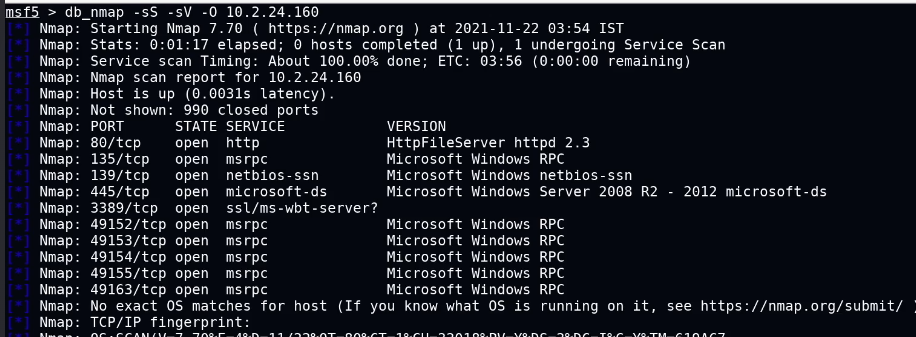 msf5 > db_nmap -sS -sV -O 10.2.24.160
[*] Nmap: Starting Nmap 7.70 ( https://nmap.org ) at 2021-11-22 03:54 IST
[*] Nmap: Stats: 0:01:17 elapsed; 0 hosts completed (1 up), 1 undergoing Service Scan
[*] Nmap: Service scan Timing: About 100.00% done; ETC: 03:56 (0:00:00 remaining)
[*] Nmap: Nmap scan report for 10.2.24.160
[*] Nmap: Host is up (0.0031s latency).
[*] Nmap: Not shown: 990 closed ports
[*] Nmap: PORT      STATE SERVICE            VERSION
[*] Nmap: 80/tcp    open  http               HttpFileServer httpd 2.3
[*] Nmap: 135/tcp   open  msrpc              Microsoft Windows RPC
[*] Nmap: 139/tcp   open  netbios-ssn        Microsoft Windows netbios-ssn
[*] Nmap: 445/tcp   open  microsoft-ds       Microsoft Windows Server 2008 R2 - 2012 microsoft-ds
[*] Nmap: 3389/tcp  open  ssl/ms-wbt-server?
[*] Nmap: 49152/tcp open  msrpc              Microsoft Windows RPC
[*] Nmap: 49153/tcp open  msrpc              Microsoft Windows RPC
[*] Nmap: 49154/tcp open  msrpc              Microsoft Windows RPC
[*] Nmap: 49155/tcp open  msrpc              Microsoft Windows RPC
[*] Nmap: 49163/tcp open  msrpc              Microsoft Windows RPC
[*] Nmap: No exact OS matches for host (If you know what OS is running on it, see https://nmap.org/submit/ )
[*] Nmap: TCP/IP fingerprint: